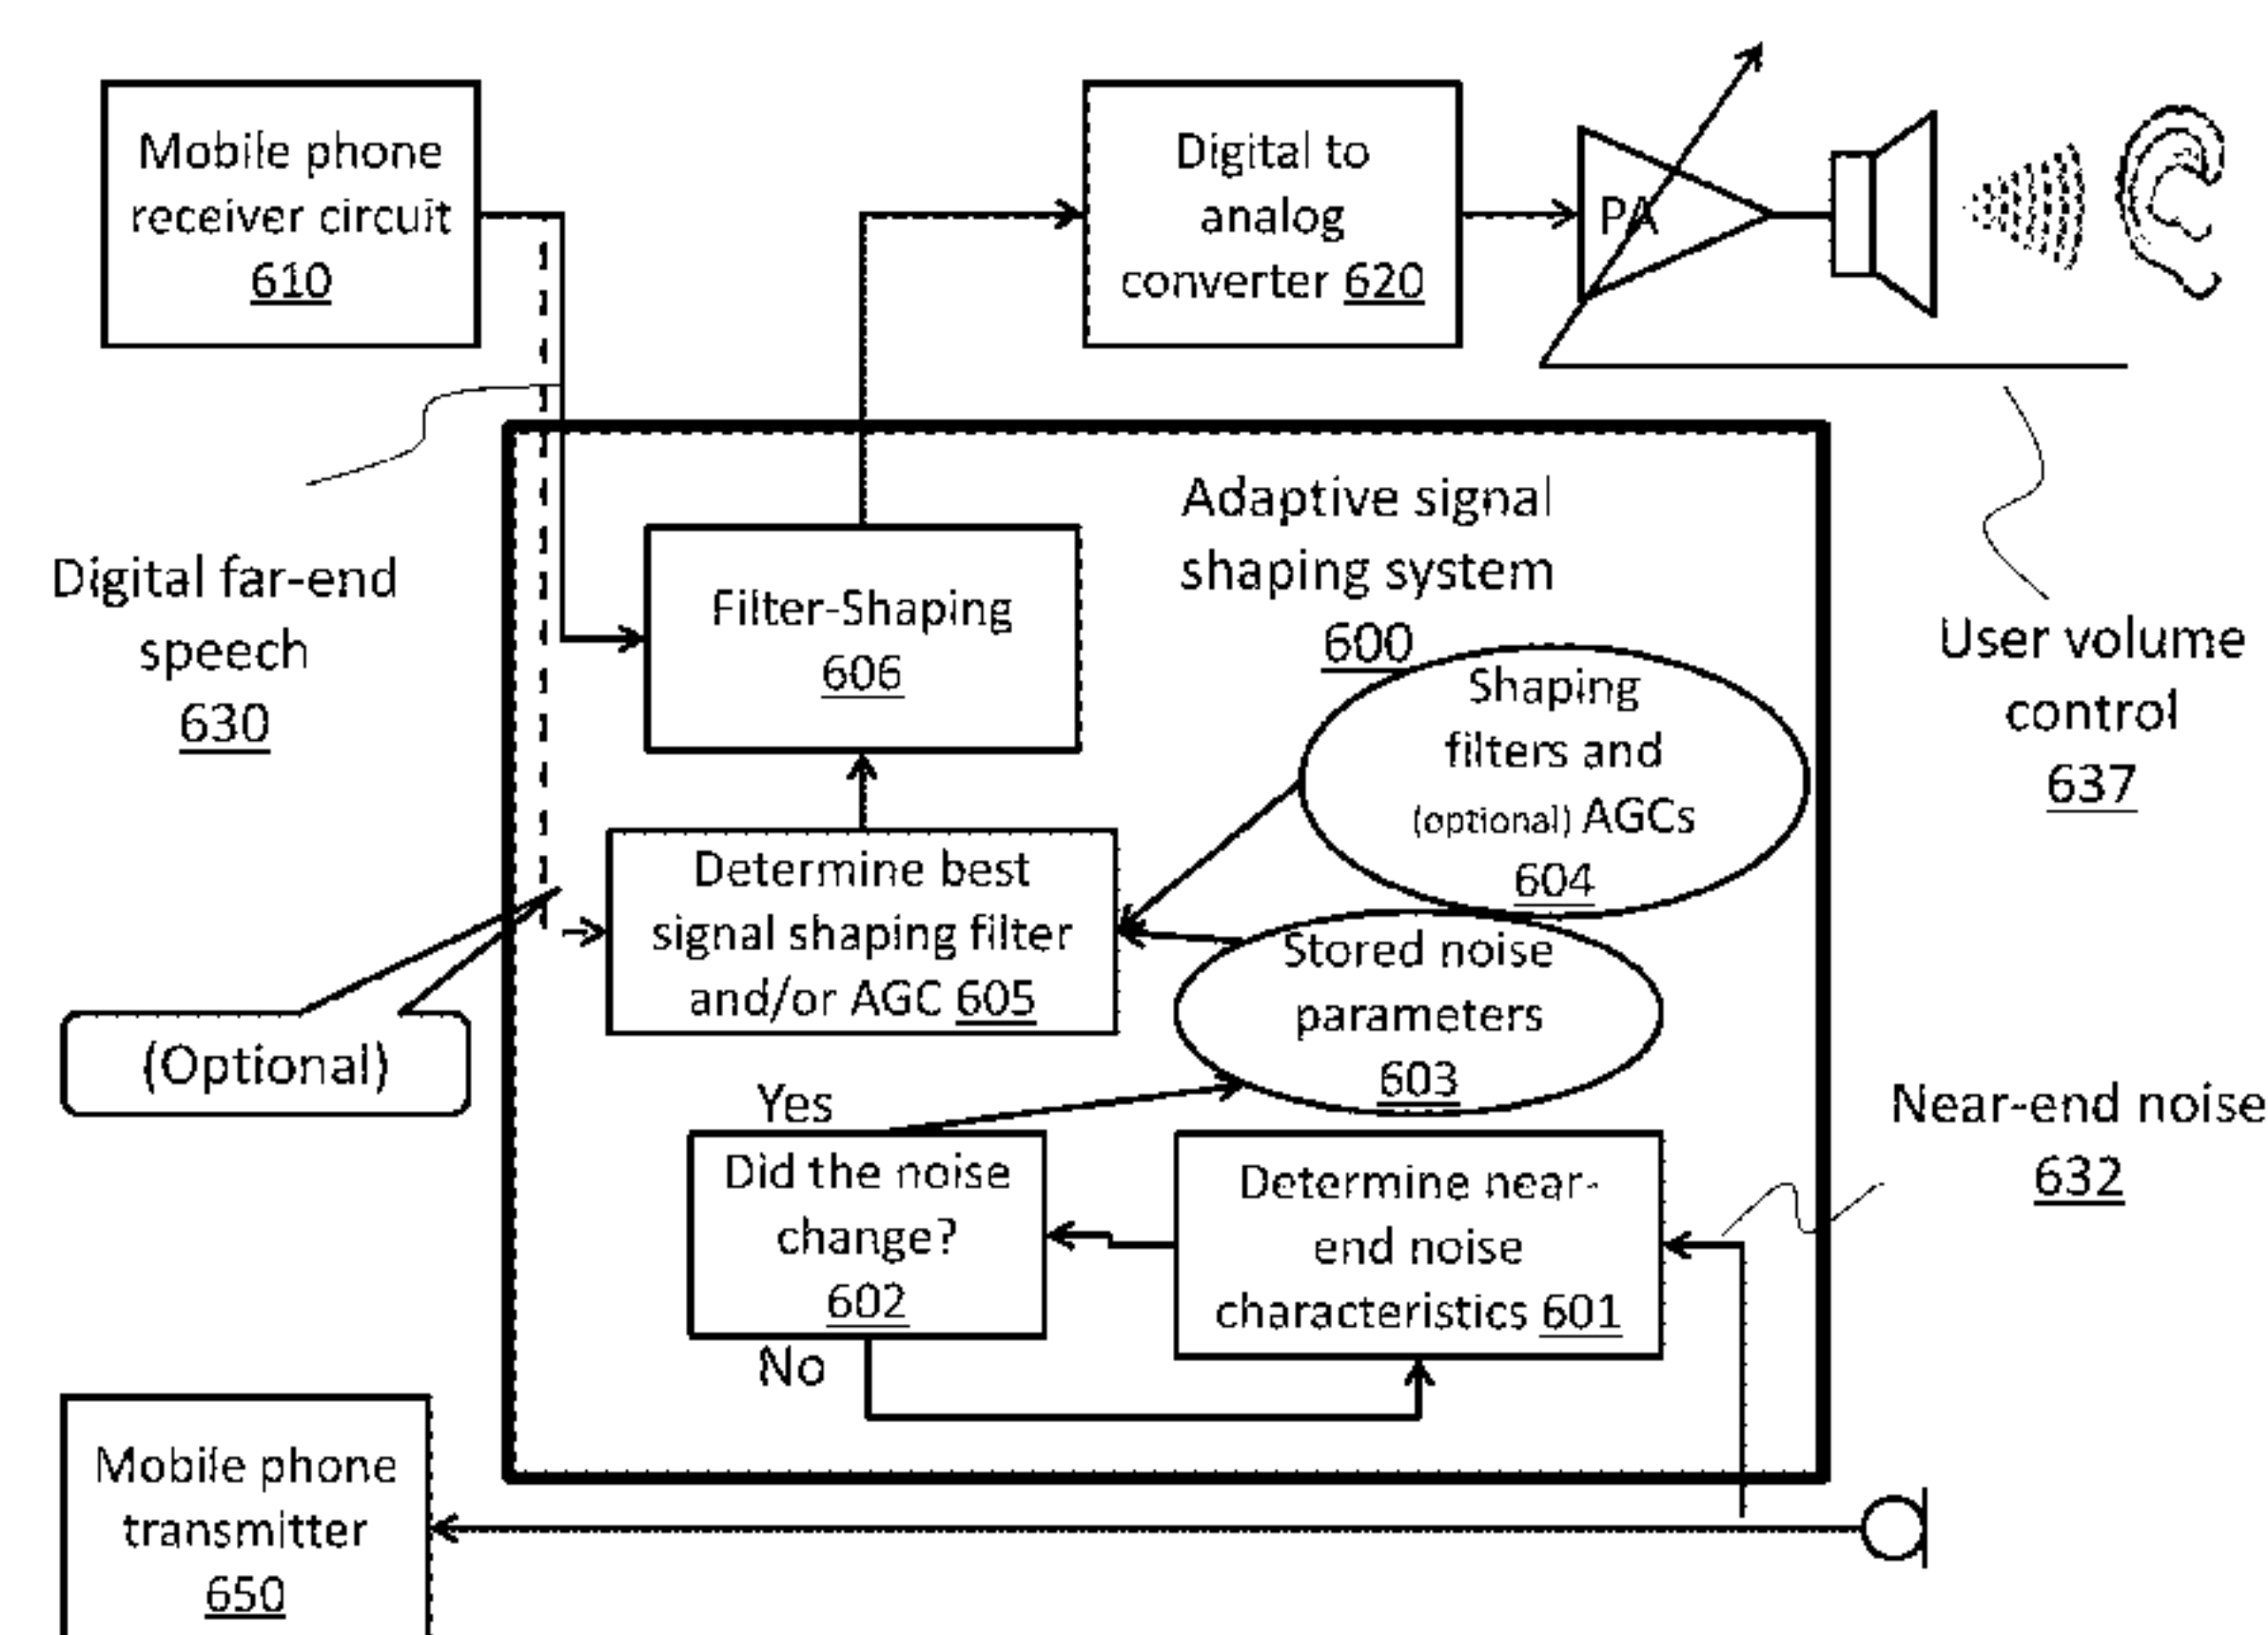 Mobile phone
receiver circuit
610
Digital to
analog
converter 620
PA
Digital far-end
speech
630
Adaptive signal
shaping system
600
Filter-Shaping
606
Shaping
filters and
(optional) AGCs
604
User volume
control
637
Determine best
signal shaping filter
and/or AGC 605
Stored noise
parameters
603
(Optional)
Yes
Did the noise
change?
602
No
Determine near-
end noise
characteristics 601
Near-end noise
632
Mobile phone
transmitter
650